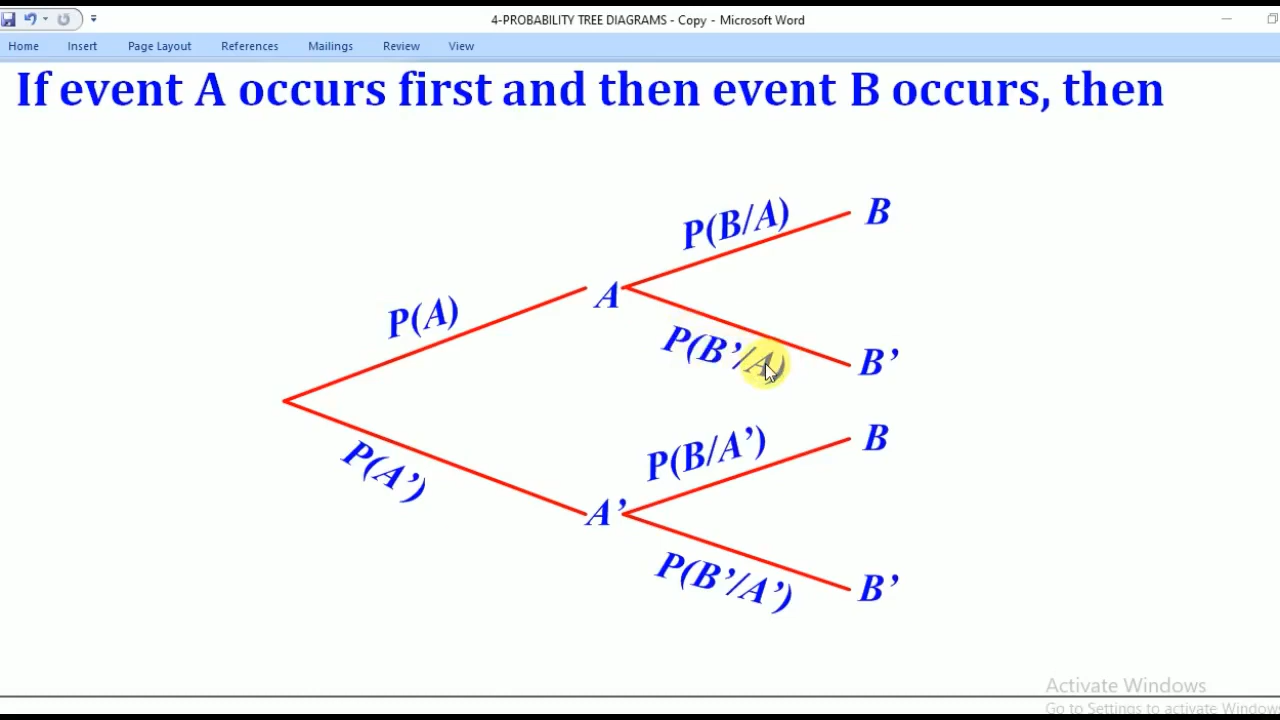 4-PROBABILITY TREE DIAGRAMS - Copy - Microsoft Word
Home Insert Page Layout References Mailings Review View
If event A occurs first and then event B occurs, then
P(B/A) B
P(A) A
P(B’/A) B’
P(B/A’) B
P(A’) A’
P(B’/A’) B’
Activate Windows
Go to Settings to activate Windows